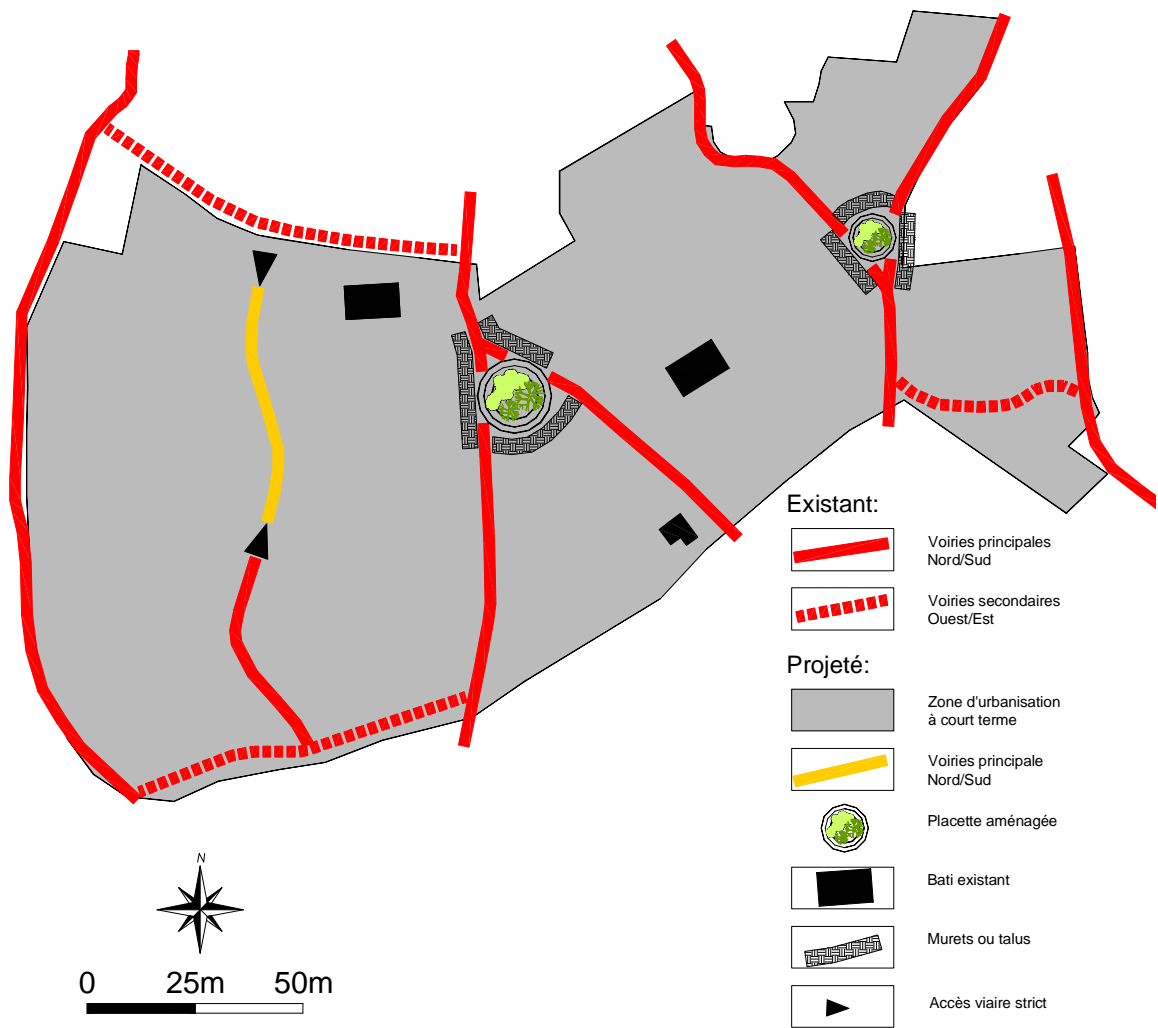 Existant:
Voiries principales
Nord/Sud
Voiries secondaires
Ouest/Est
Projeté:
Zone d'urbanisation
à court terme
Voiries principale
Nord/Sud
Placette aménagée
Bati existant
Murets ou talus
Accès viaire strict
N
0 25m 50m